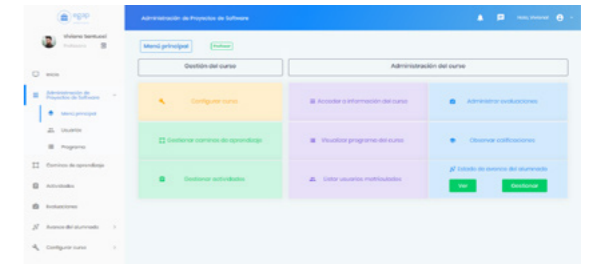 egap
Administración de Proyectos de Software
Hola, Viviana!
Viviana Santucci
Profesora
Inicio
Administración de
Proyectos de Software
Menú principal
Usuarios
Programa
Caminos de aprendizaje
Actividades
Evaluaciones
Avance del alumnado
Configurar curso
Menú principal
Profesor
Gestión del curso
Administración del curso
Configurar curso
Acceder a información del curso
Administrar evaluaciones
Gestionar caminos de aprendizaje
Visualizar programa del curso
Observar calificaciones
Gestionar actividades
Listar usuarios matriculados
Estado de avance del alumnado
Ver
Gestionar